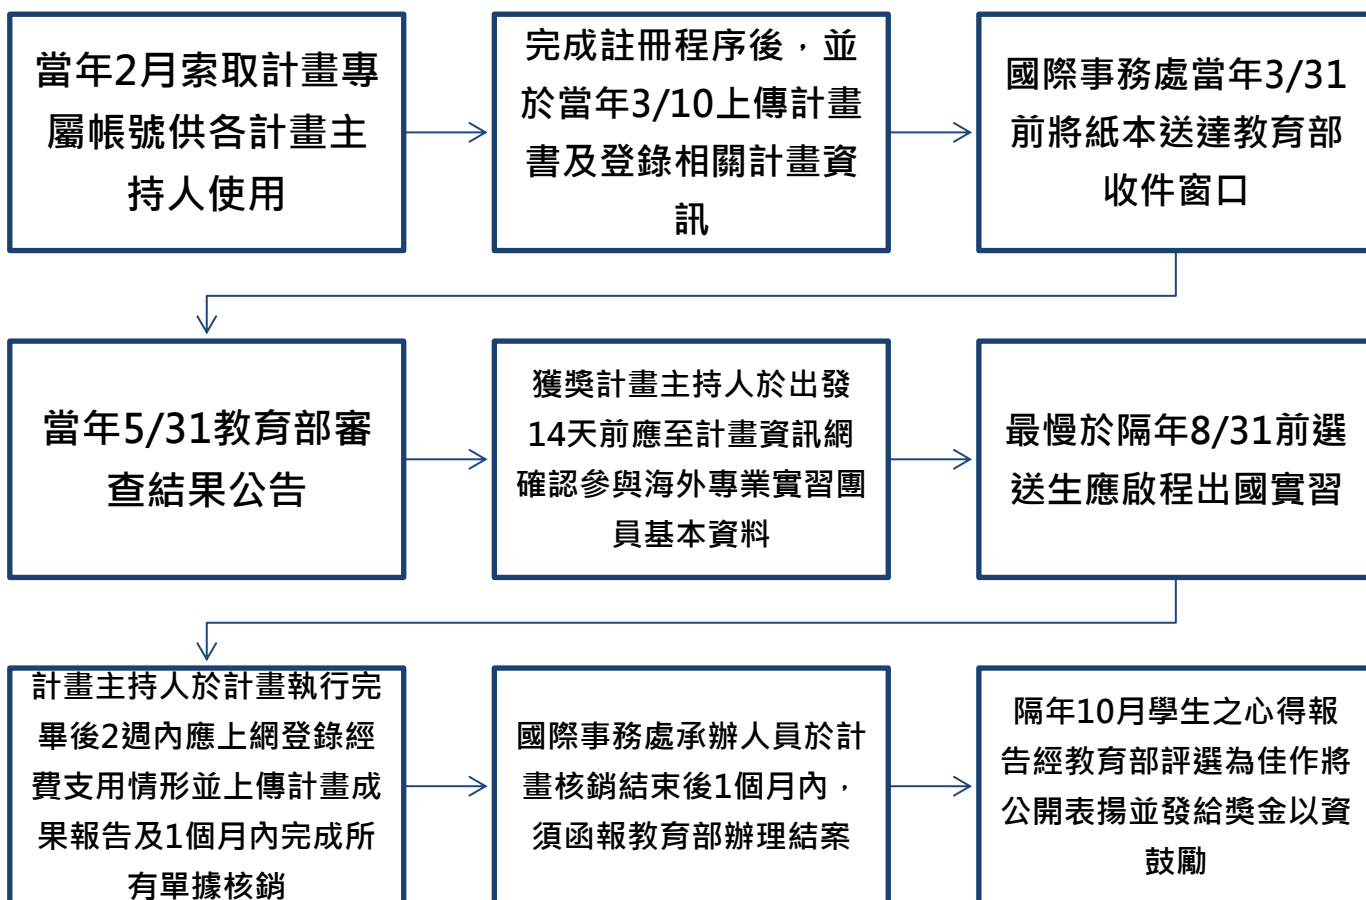 當年2月索取計畫專
屬帳號供各計畫主
持人使用
完成註冊程序後，並
於當年3/10上傳計畫
書及登錄相關計畫資
訊
國際事務處當年3/31
前將紙本送達教育部
收件窗口
當年5/31教育部審
查結果公告
獲獎計畫主持人於出發
14天前應至計畫資訊網
確認參與海外專業實習團
員基本資料
最慢於隔年8/31前選
送生應啟程出國實習
計畫主持人於計畫執行完
畢後2週內應上網登錄經
費支用情形並上傳計畫成
果報告及1個月內完成所
有單據核銷
國際事務處承辦人員於計
畫核銷結束後1個月內，
須函報教育部辦理結案
隔年10月學生之心得報
告經教育部評選為佳作將
公開表揚並發給獎金以資
鼓勵